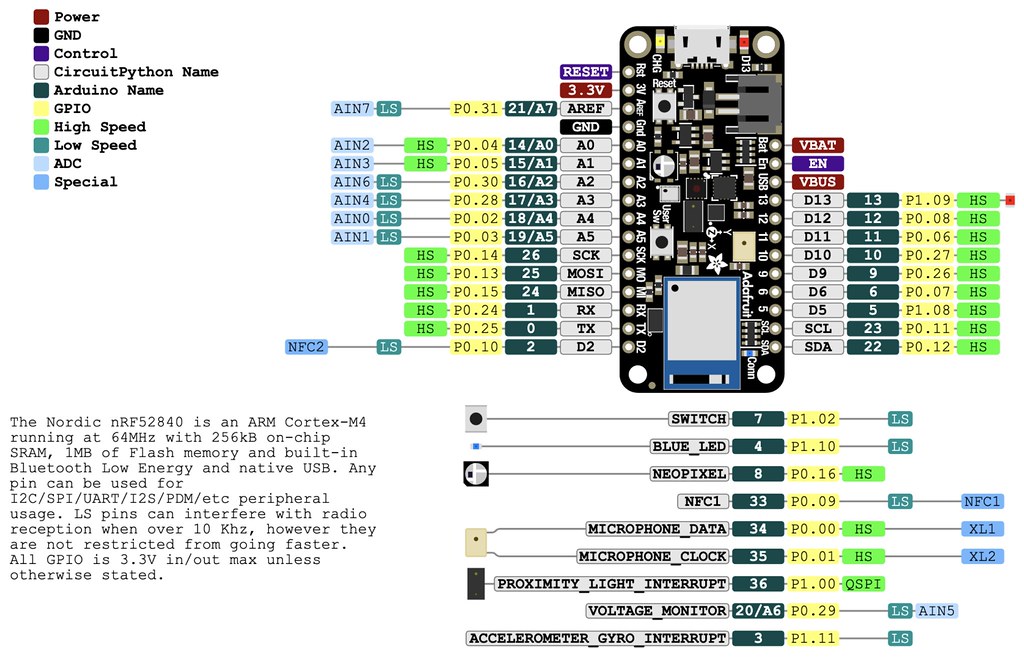 Power
GND
Control
CircuitPython Name
Arduino Name
GPIO
High Speed
Low Speed
ADC
Special
RESET
3.3V
AIN7 LS P0.31 21/A7 AREF
GND
AIN2 HS P0.04 14/A0 A0
AIN3 HS P0.05 15/A1 A1
AIN6 LS P0.30 16/A2 A2
AIN4 LS P0.28 17/A3 A3
AIN0 LS P0.02 18/A4 A4
AIN1 LS P0.03 19/A5 A5
HS P0.14 26 SCK
HS P0.13 25 MOSI
HS P0.15 24 MISO
HS P0.24 1 RX
HS P0.25 0 TX
NFC2 LS P0.10 2 D2
CHG
D13
Reset
Rst
3V
AREF
Gnd
A0
A1
A2
A3
A4
A5
SCK
MO
MI
RX
TX
D2
User
Sw
Z
Y
X
Adafruit
Conn
Bat
En
USB
13
12
11
10
9
6
5
SCL
SDA
VBAT
EN
VBUS
D13 13 P1.09 HS
D12 12 P0.08 HS
D11 11 P0.06 HS
D10 10 P0.27 HS
D9 9 P0.26 HS
D6 6 P0.07 HS
D5 5 P1.08 HS
SCL 23 P0.11 HS
SDA 22 P0.12 HS
The Nordic nRF52840 is an ARM Cortex-M4
running at 64MHz with 256kB on-chip
SRAM, 1MB of Flash memory and built-in
Bluetooth Low Energy and native USB. Any
pin can be used for
I2C/SPI/UART/I2S/PDM/etc peripheral
usage. LS pins can interfere with radio
reception when over 10 Khz, however they
are not restricted from going faster.
All GPIO is 3.3V in/out max unless
otherwise stated.
SWITCH 7 P1.02 LS
BLUE_LED 4 P1.10 LS
NEOPIXEL 8 P0.16 HS
NFC1 33 P0.09 LS NFC1
MICROPHONE_DATA 34 P0.00 HS XL1
MICROPHONE_CLOCK 35 P0.01 HS XL2
PROXIMITY_LIGHT_INTERRUPT 36 P1.00 QSPI
VOLTAGE_MONITOR 20/A6 P0.29 LS AIN5
ACCELEROMETER_GYRO_INTERRUPT 3 P1.11 LS